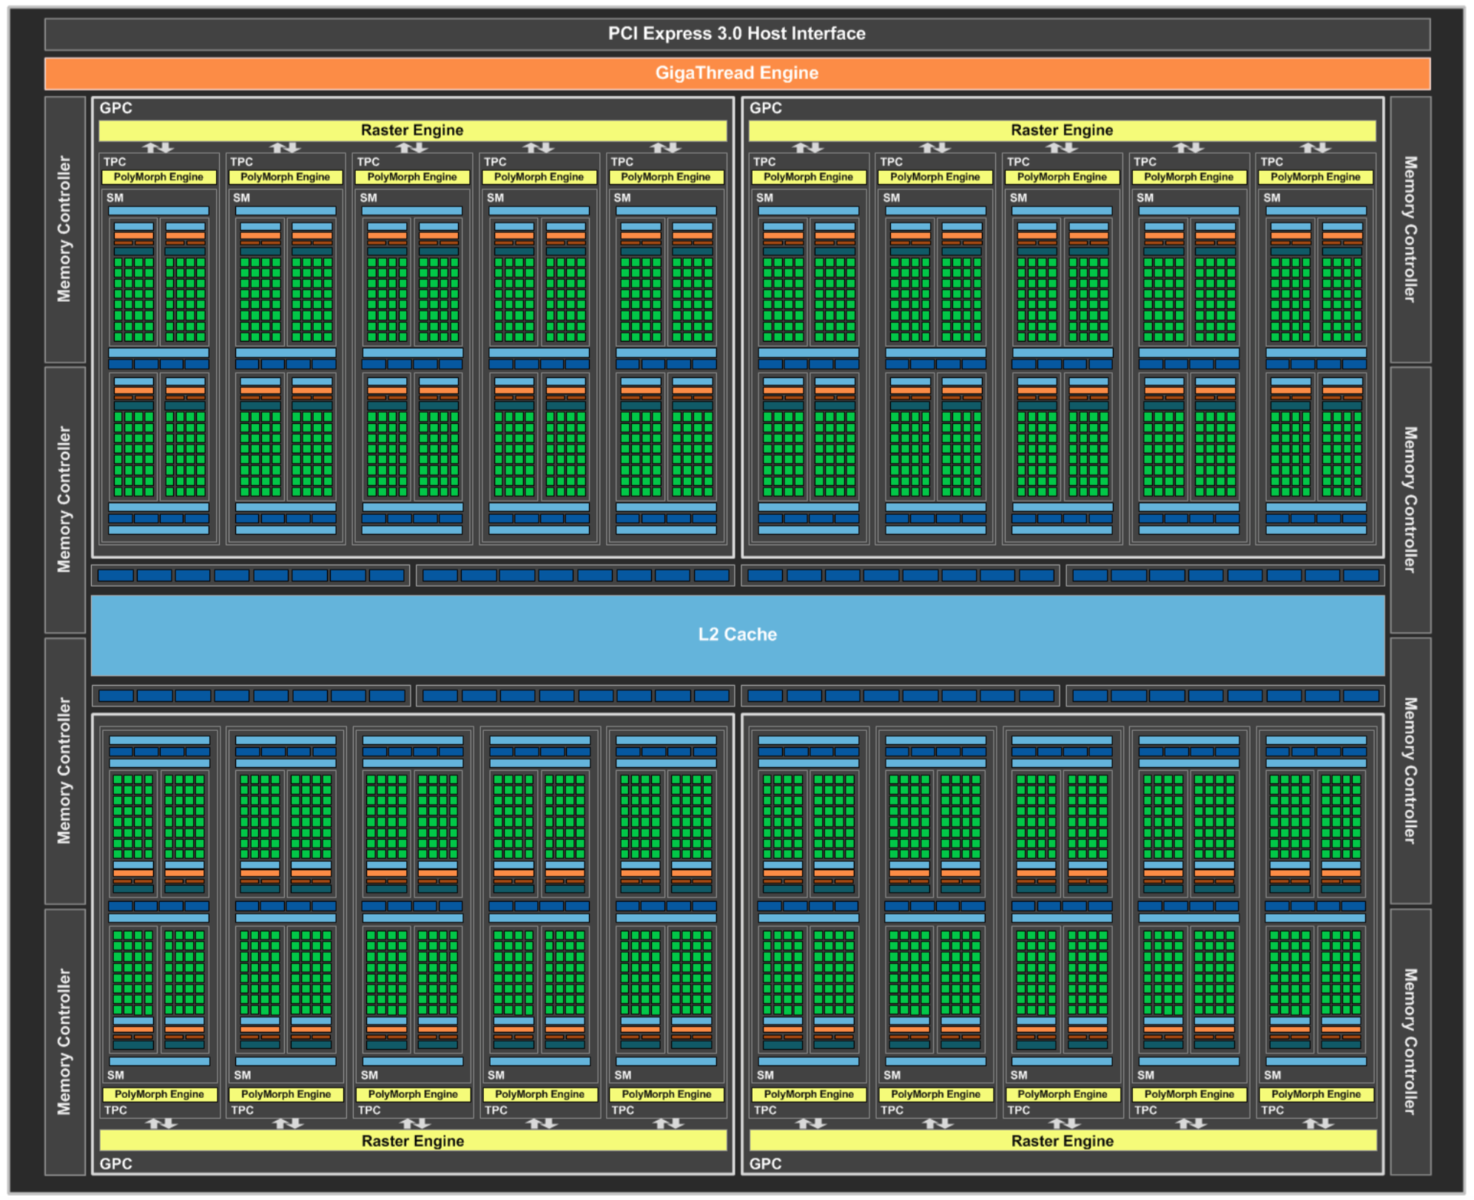 PCI Express 3.0 Host Interface
GigaThread Engine
Memory Controller
Memory Controller
Memory Controller
Memory Controller
GPC
Raster Engine
TPC TPC TPC TPC TPC
PolyMorph Engine PolyMorph Engine PolyMorph Engine PolyMorph Engine PolyMorph Engine
SM SM SM SM SM
GPC
Raster Engine
TPC TPC TPC TPC TPC
PolyMorph Engine PolyMorph Engine PolyMorph Engine PolyMorph Engine PolyMorph Engine
SM SM SM SM SM
L2 Cache
SM SM SM SM SM
PolyMorph Engine PolyMorph Engine PolyMorph Engine PolyMorph Engine PolyMorph Engine
TPC TPC TPC TPC TPC
Raster Engine
GPC
SM SM SM SM SM
PolyMorph Engine PolyMorph Engine PolyMorph Engine PolyMorph Engine PolyMorph Engine
TPC TPC TPC TPC TPC
Raster Engine
GPC
Memory Controller
Memory Controller
Memory Controller
Memory Controller